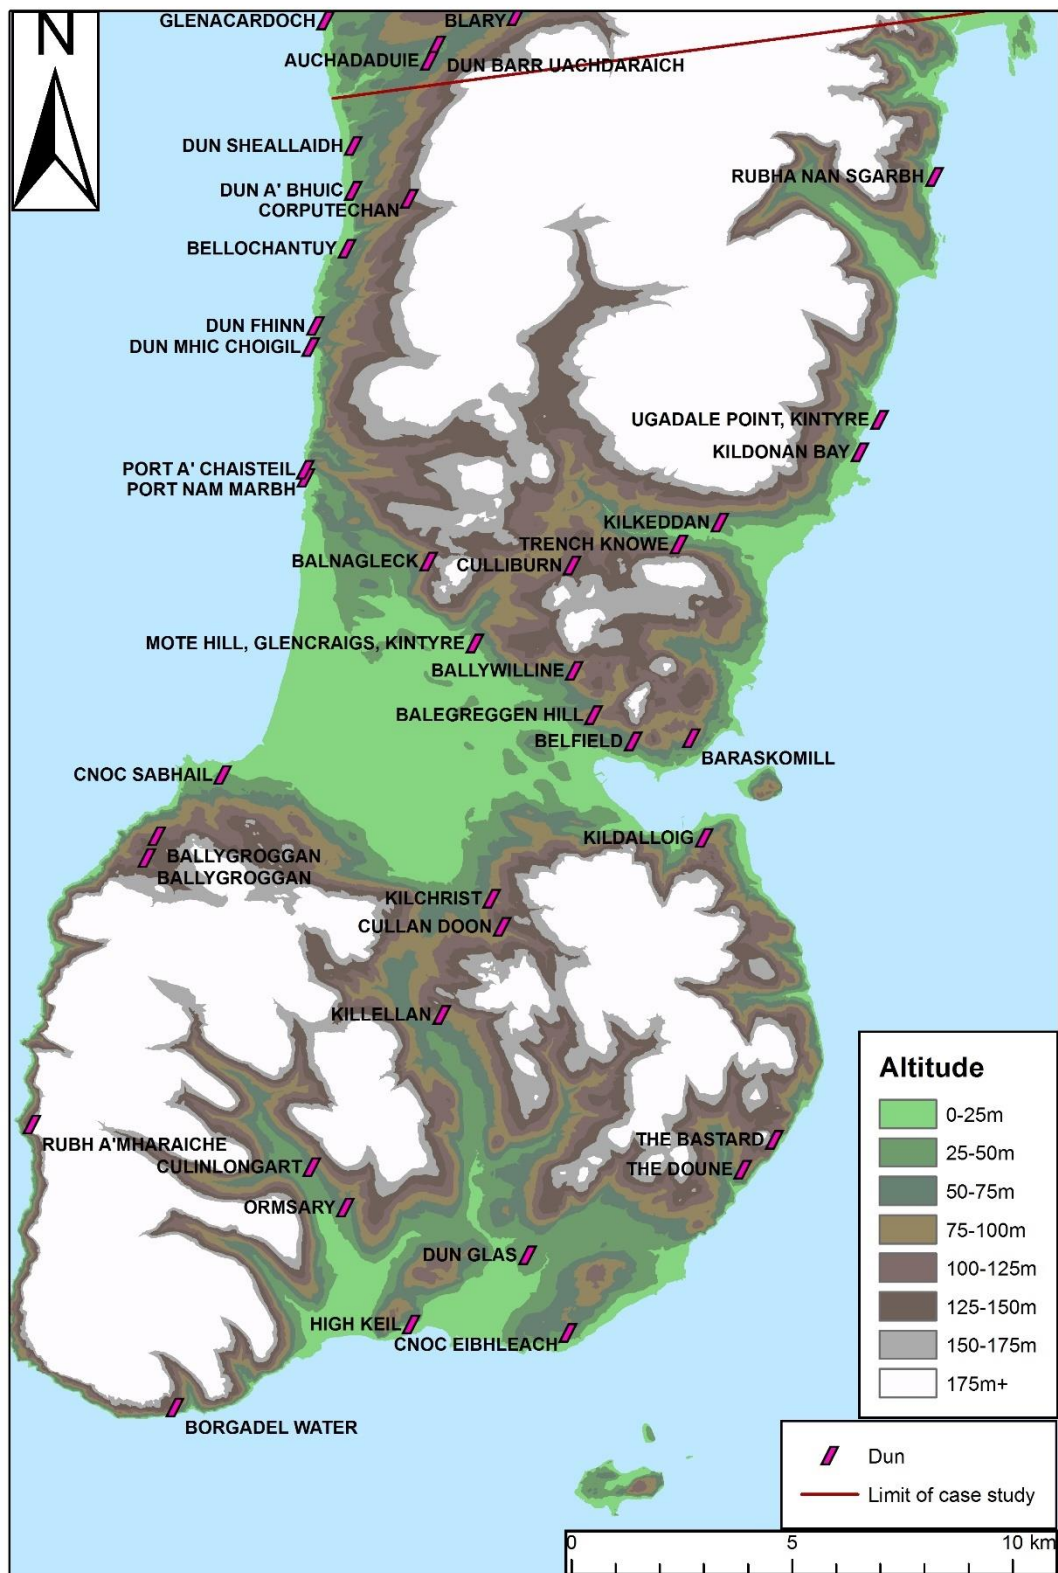 GLENACARDOCH
BLARY
N
AUCHADADUIE
DUN BARR UACHDARAICH
DUN SHEALLAIDH
RUBHA NAN SGARBH
DUN A' BHUIC
CORPUTECHAN
BELLOCHANTUY
DUN FHINN
DUN MHIC CHOIGIL
UGADALE POINT, KINTYRE
KILDONAN BAY
PORT A' CHAISTEIL
PORT NAM MARBH
KILKEDDAN
TRENCH KNOWE
BALNAGLECK
CULLIBURN
MOTE HILL, GLENCRAIGS, KINTYRE
BALLYWILLINE
BALEGREGGEN HILL
BELFIELD
BARASKOMILL
CNOC SABHAIL
KILDALLOIG
BALLYGROGGAN
BALLYGROGGAN
KILCHRIST
CULLAN DOON
KILLELLAN
RUBH A'MHARAICHE
THE BASTARD
CULINLONGART
THE DOUNE
ORMSARY
DUN GLAS
HIGH KEIL
CNOC EIBHLEACH
BORGADEL WATER
Altitude
0-25m
25-50m
50-75m
75-100m
100-125m
125-150m
150-175m
175m+
Dun
Limit of case study
0 5 10 km